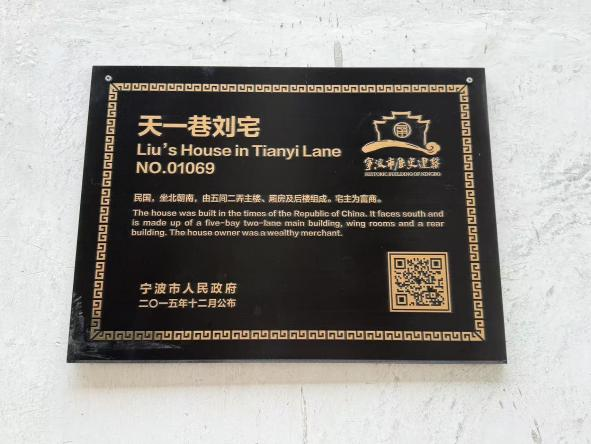 天一巷刘宅
Liu's House in Tianyi Lane
NO.01069
宁波市历史建筑
HISTORIC BUILDING OF NINGBO
民国，坐北朝南，由五间二弄主楼、厢房及后楼组成。宅主为富商。
The house was built in the times of the Republic of China. It faces south and
is made up of a five-bay two-lane main building, wing rooms and a rear
building. The house owner was a wealthy merchant.
宁波市人民政府
二〇一五年十二月公布